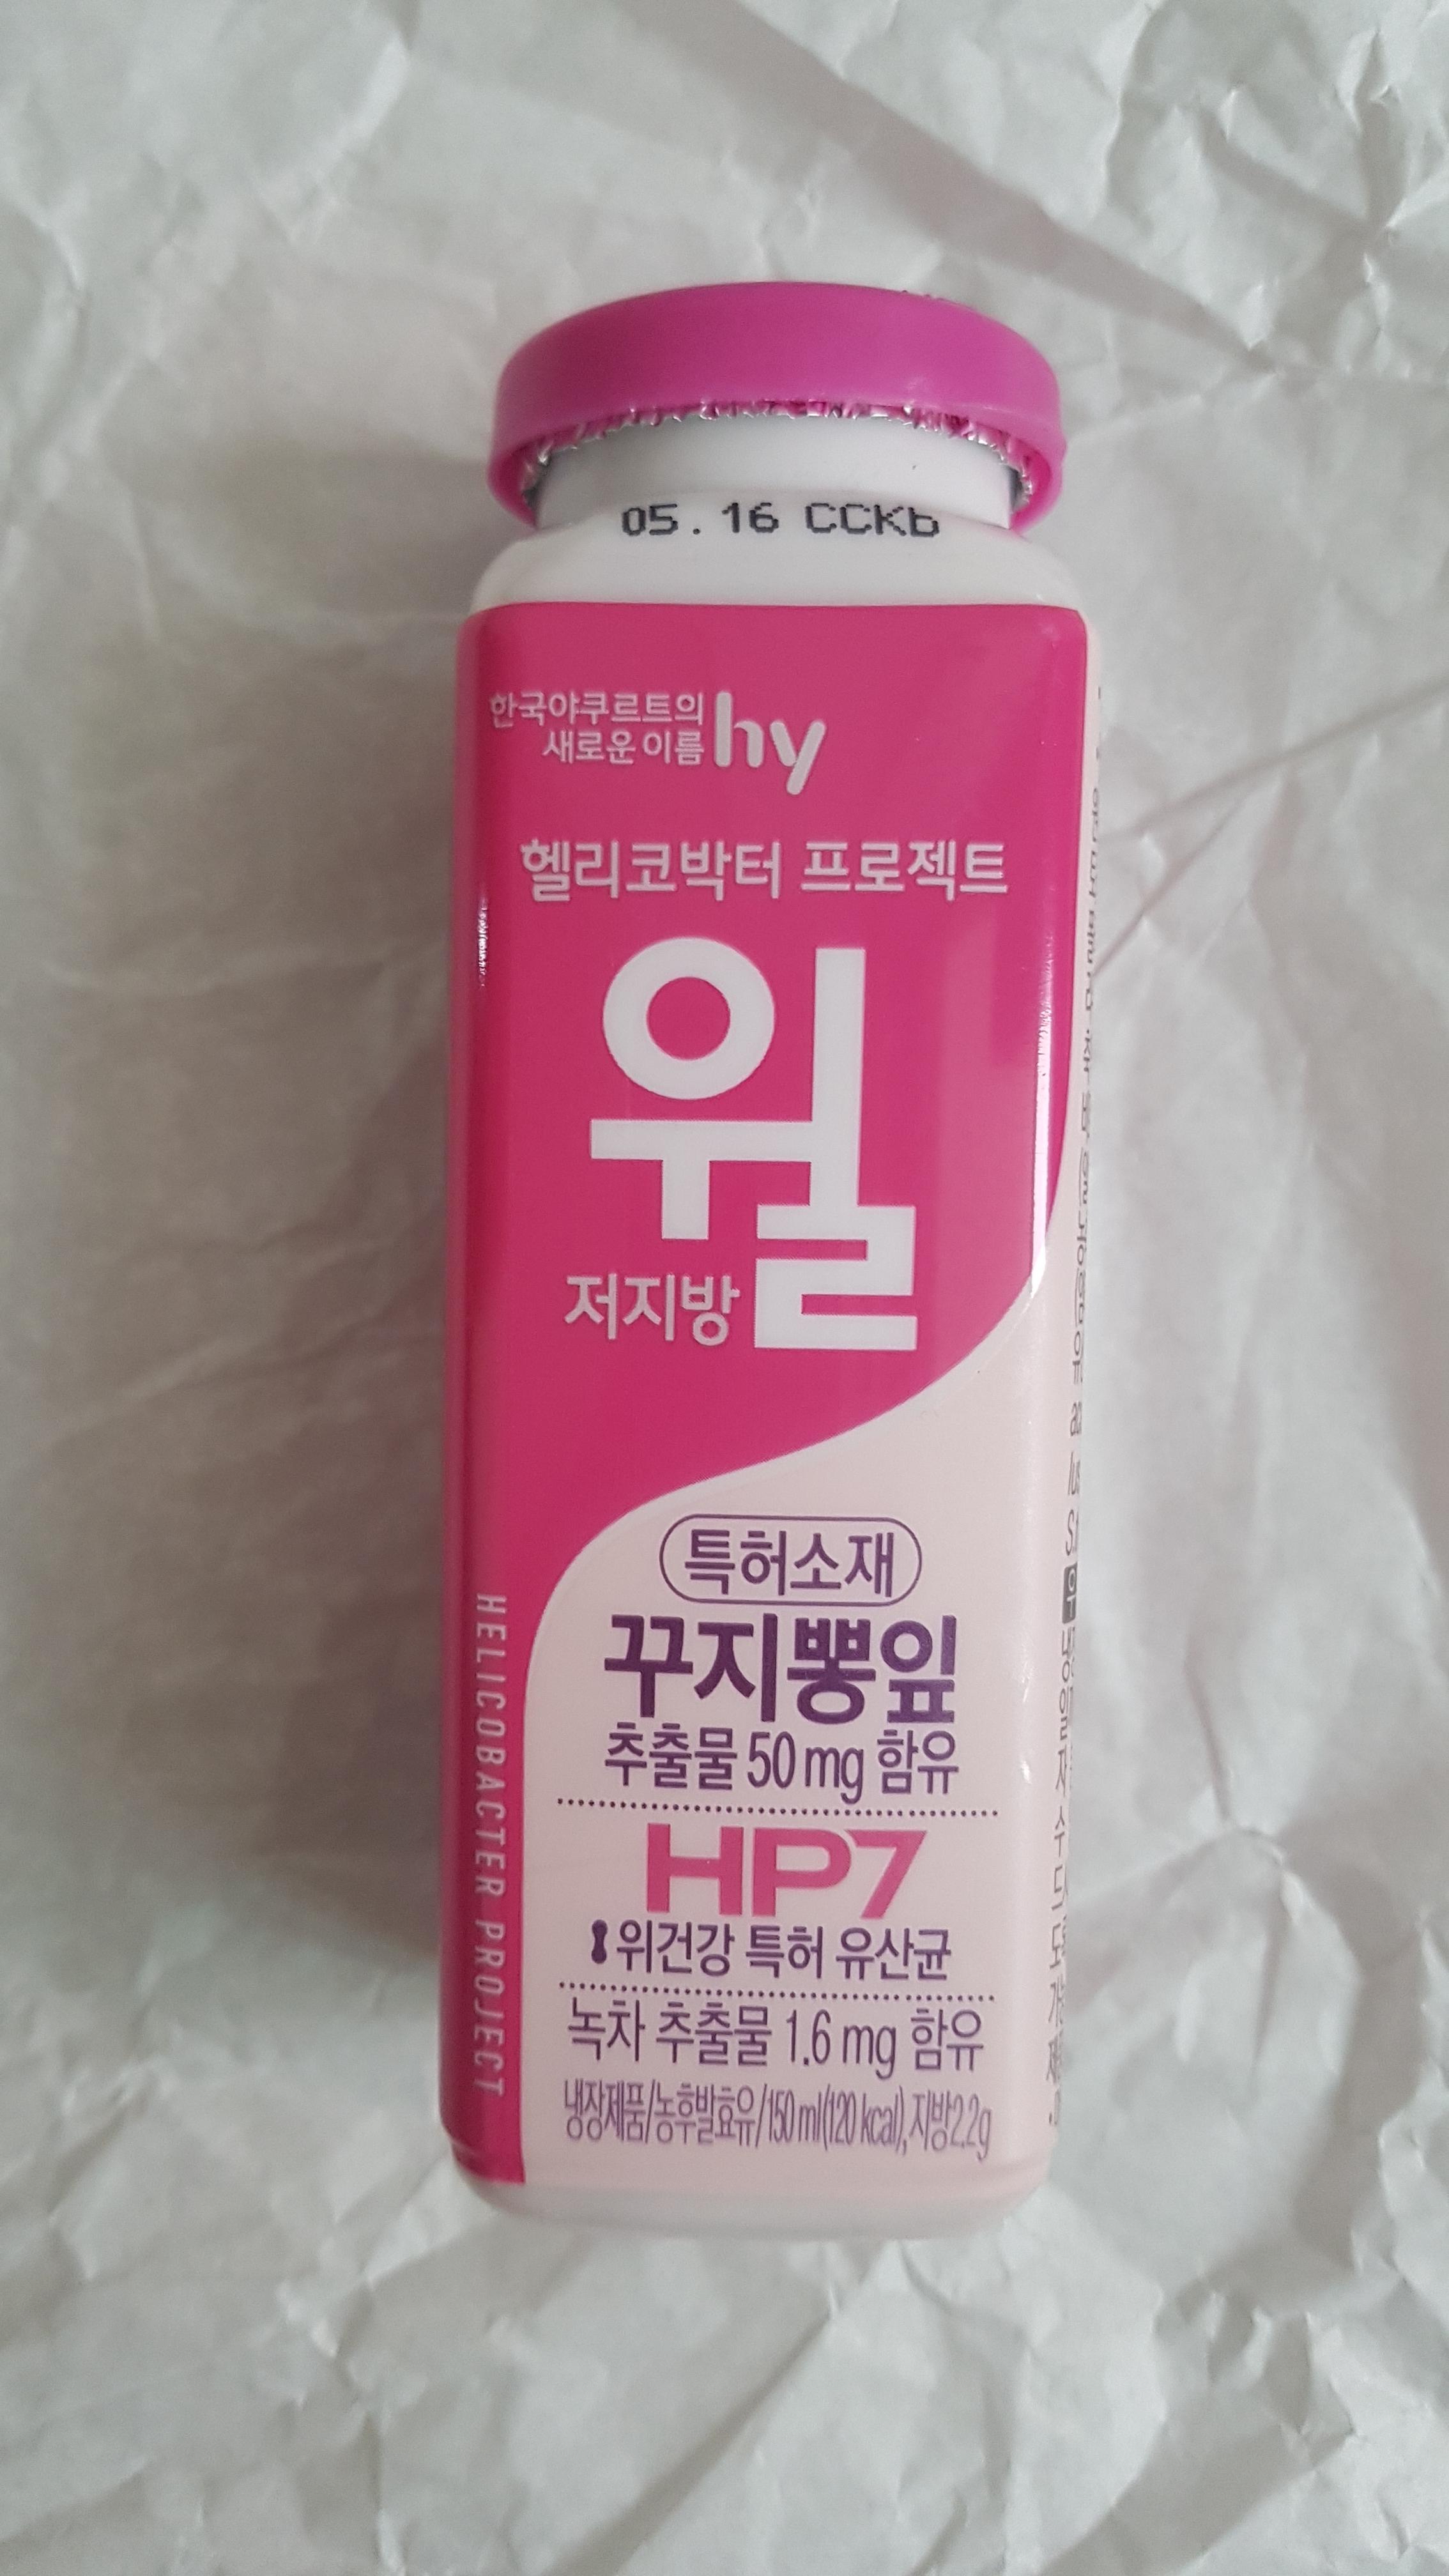 05.16 CCKb
한국야쿠르트의
새로운 이름 hy
헬리코박터 프로젝트
윌
저지방
특허소재
꾸지뽕잎
추출물 50 mg 함유
HP7
위건강 특허 유산균
녹차 추출물 1.6 mg 함유
냉장제품/농후발효유/150 ml(120 kcal),지방2.2g
HELICOBACTER PROJECT